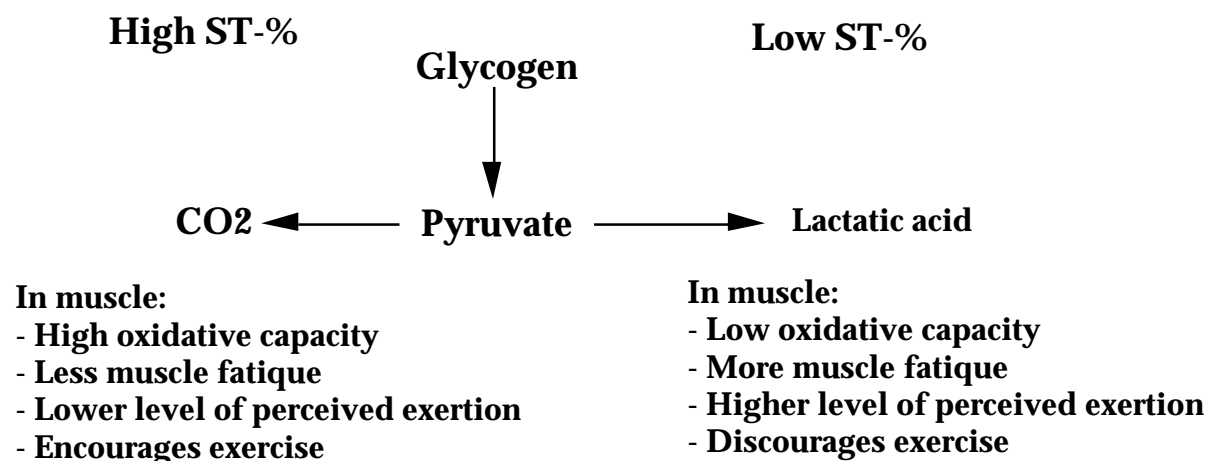 High ST-%
Low ST-%
Glycogen
CO2
Pyruvate
Lactatic acid
In muscle:
- High oxidative capacity
- Less muscle fatique
- Lower level of perceived exertion
- Encourages exercise
In muscle:
- Low oxidative capacity
- More muscle fatique
- Higher level of perceived exertion
- Discourages exercise